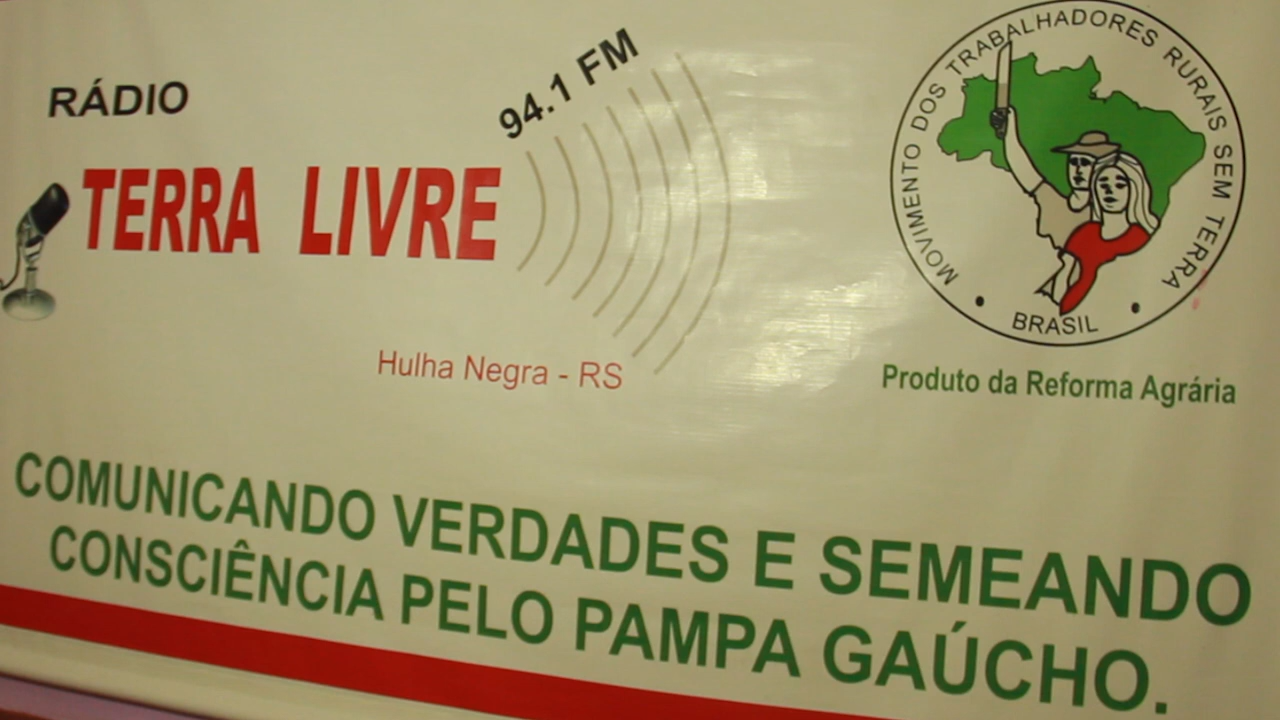 RÁDIO
94.1 FM
TERRA LIVRE
Hulha Negra - RS
MOVIMENTO DOS TRABALHADORES RURAIS SEM TERRA
• BRASIL •
Produto da Reforma Agrária
COMUNICANDO VERDADES E SEMEANDO
CONSCIÊNCIA PELO PAMPA GAÚCHO.